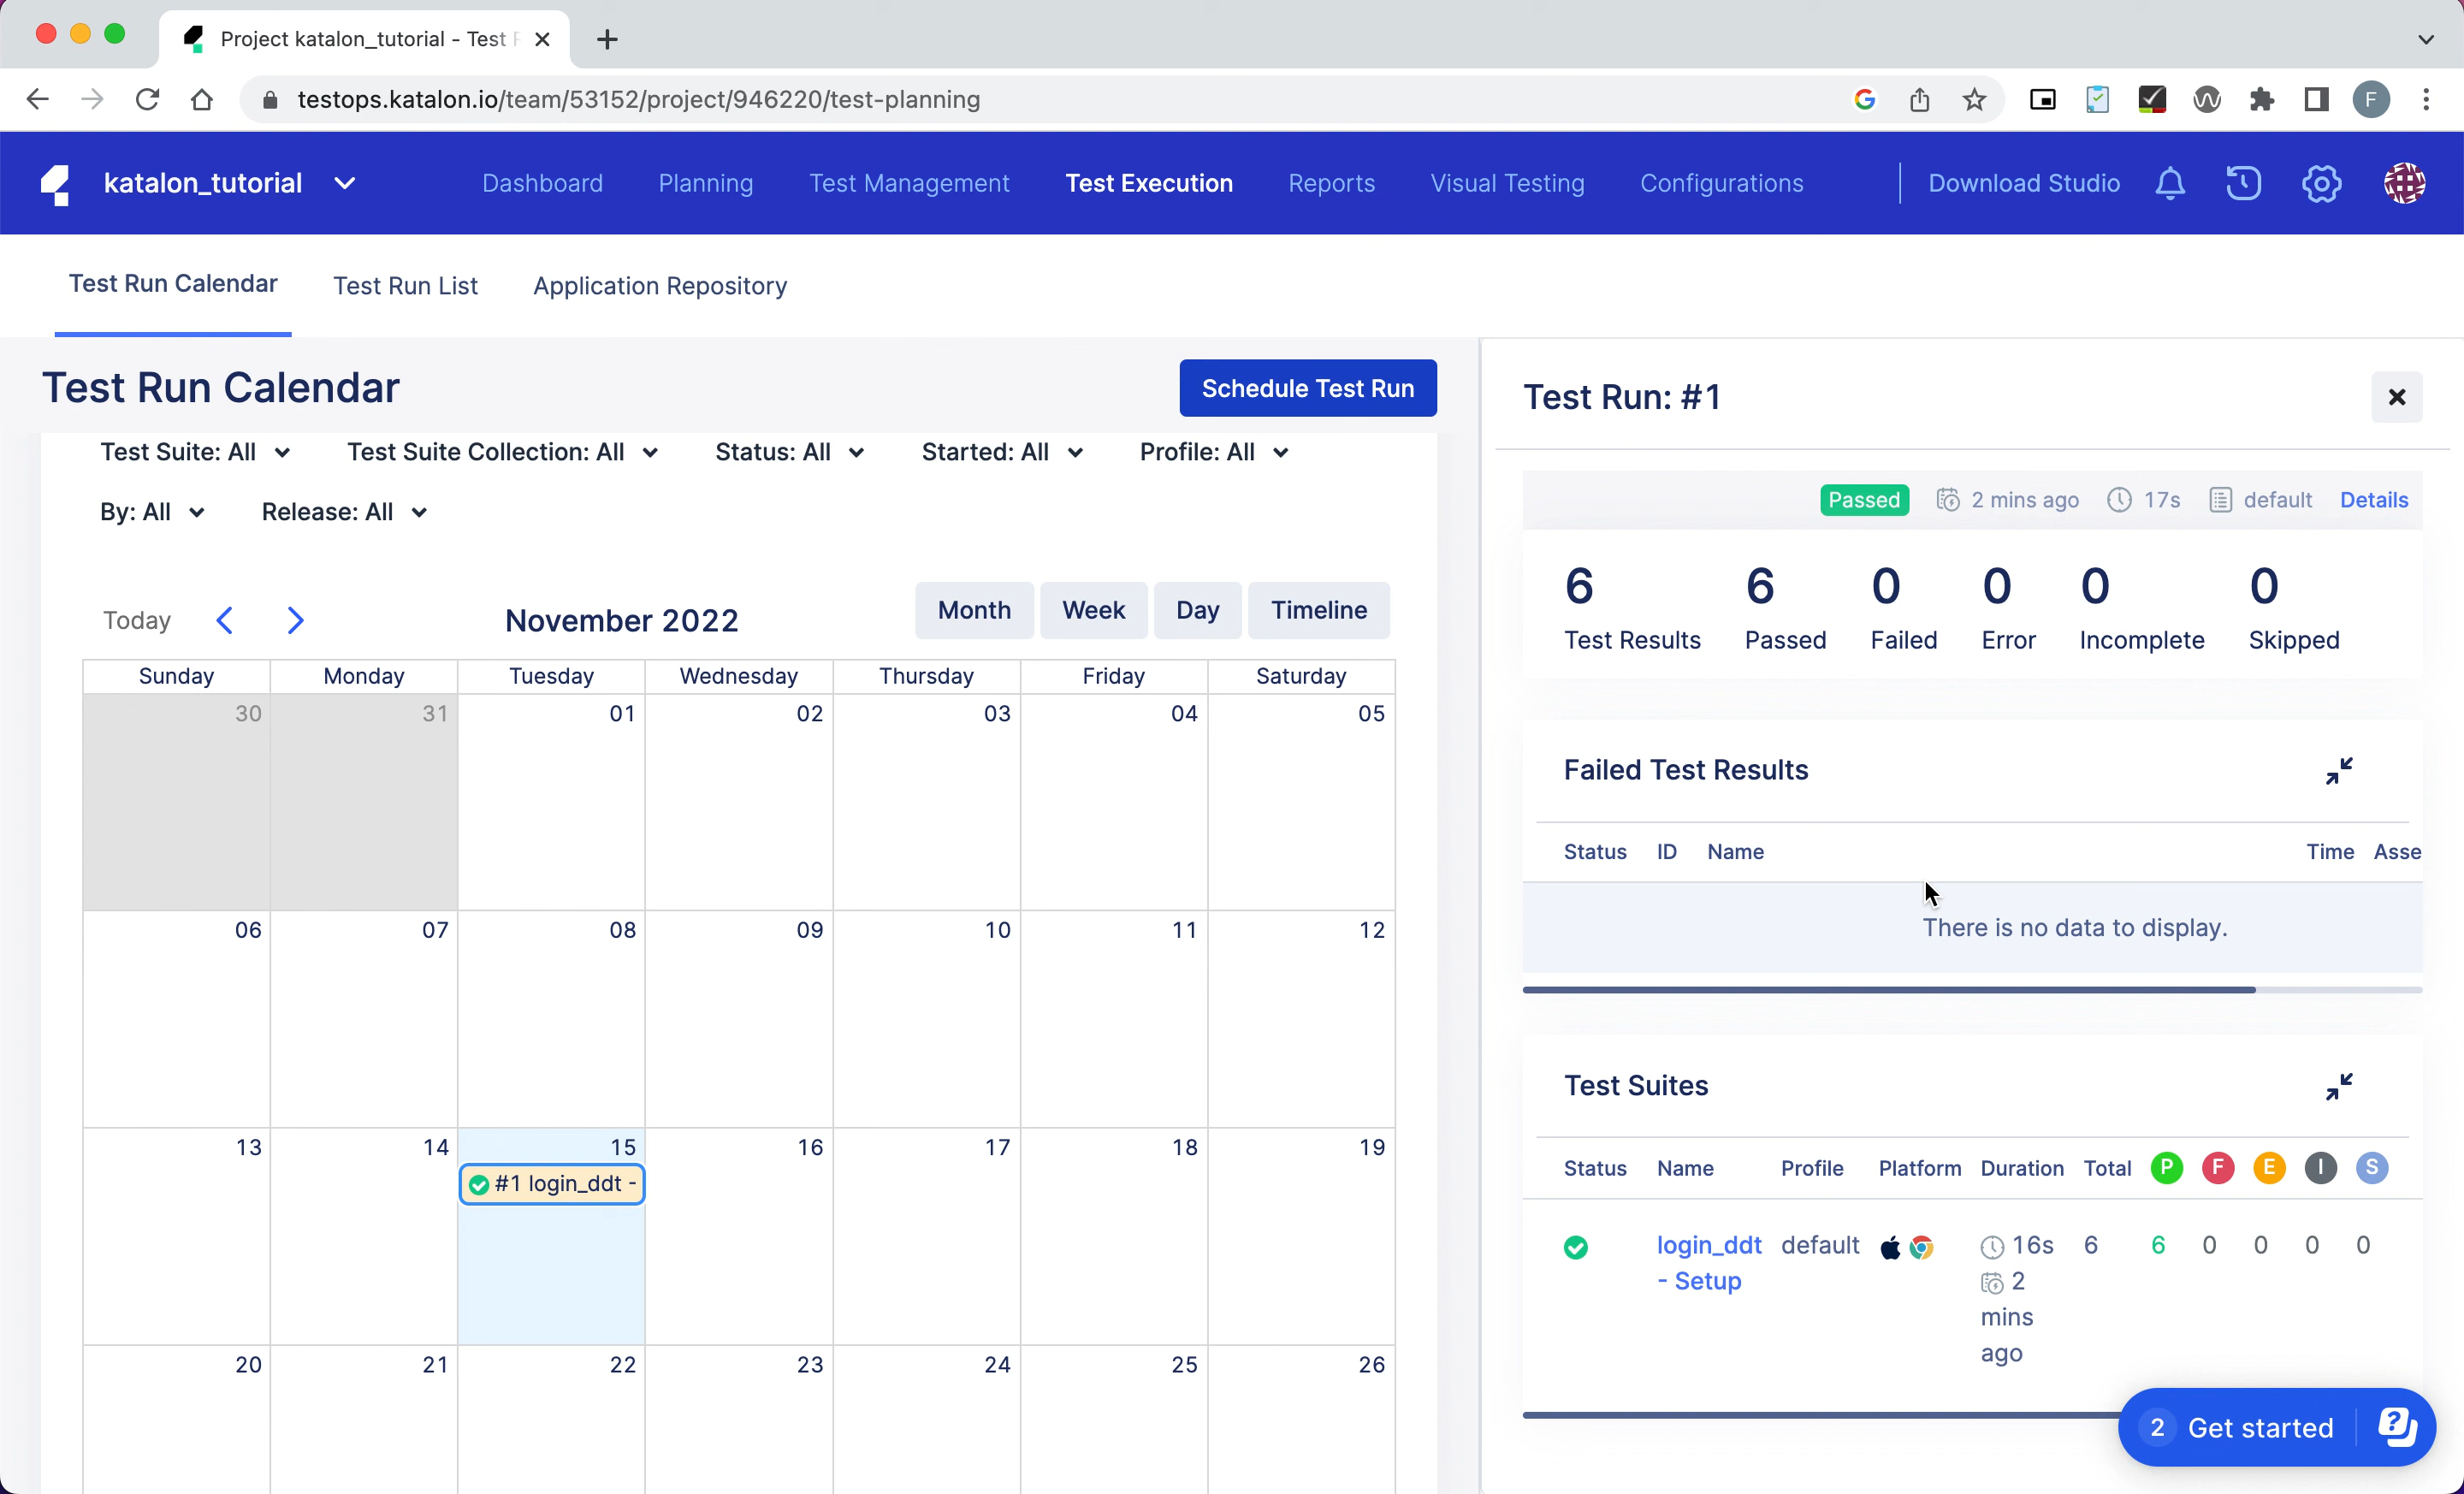 Project katalon_tutorial - Test
testops.katalon.io/team/53152/project/946220/test-planning
F
katalon_tutorial
Dashboard Planning Test Management Test Execution Reports Visual Testing Configurations Download Studio
Test Run Calendar Test Run List Application Repository
Test Run Calendar
Schedule Test Run
Test Suite: All Test Suite Collection: All Status: All Started: All Profile: All
By: All Release: All
Today November 2022 Month Week Day Timeline
Sunday Monday Tuesday Wednesday Thursday Friday Saturday
30 31 01 02 03 04 05
06 07 08 09 10 11 12
13 14 15 16 17 18 19
#1 login_ddt -
20 21 22 23 24 25 26
Test Run: #1
Passed 2 mins ago 17s default Details
6 6 0 0 0 0
Test Results Passed Failed Error Incomplete Skipped
Failed Test Results
Status ID Name Time Asse
There is no data to display.
Test Suites
Status Name Profile Platform Duration Total P F E I S
login_ddt default 16s 6 6 0 0 0 0
- Setup 2
mins
ago
2 Get started